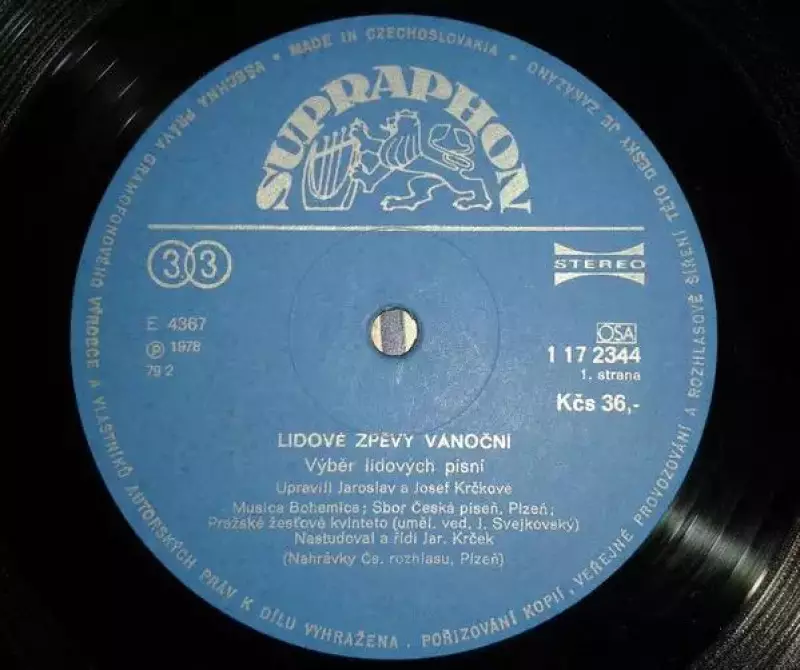 MADE IN CZECHOSLOVAKIA • VŠECHNA PRÁVA GRAMOFONOVÉHO VÝROBCE A VLASTNÍKŮ AUTORSKÝCH PRÁV K DÍLU VYHRAŽENA. POŘIZOVÁNÍ KOPIÍ, VEŘEJNÉ PROVOZOVÁNÍ A ROZHLASOVÉ ŠÍŘENÍ TÉTO DESKY JE ZAKÁZÁNO •
SUPRAPHON
33
STEREO
E 4367
℗ 1978
79 2
OSA
1 17 2344
1. strana
Kčs 36,-
LIDOVÉ ZPĚVY VÁNOČNÍ
Výběr lidových písní
Upravili Jaroslav a Josef Krčkové
Musica Bohemica; Sbor Česká píseň, Plzeň;
Pražské žesťové kvinteto (uměl. ved. J. Svejkovský)
Nastudoval a řídí Jar. Krček
(Nahrávky Čs. rozhlasu, Plzeň)